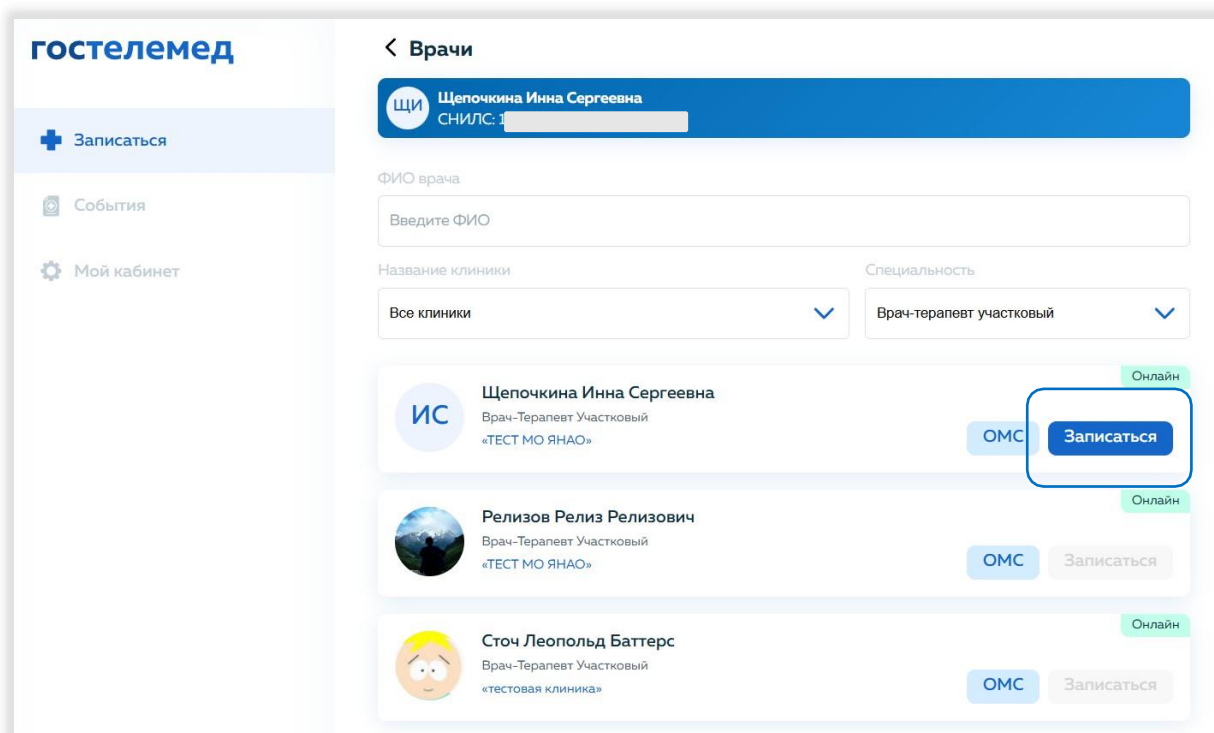 гостелемед
Записаться
События
Мой кабинет
Врачи
ЩИ
Щепочкина Инна Сергеевна
СНИЛС: 1
ФИО врача
Введите ФИО
Название клиники
Специальность
Все клиники
Врач-терапевт участковый
Онлайн
ИС
Щепочкина Инна Сергеевна
Врач-Терапевт Участковый
«ТЕСТ МО ЯНАО»
ОМС
Записаться
Онлайн
Релизов Релиз Релизович
Врач-Терапевт Участковый
«ТЕСТ МО ЯНАО»
ОМС
Записаться
Онлайн
Сточ Леопольд Баттерс
Врач-Терапевт Участковый
«тестовая клиника»
ОМС
Записаться